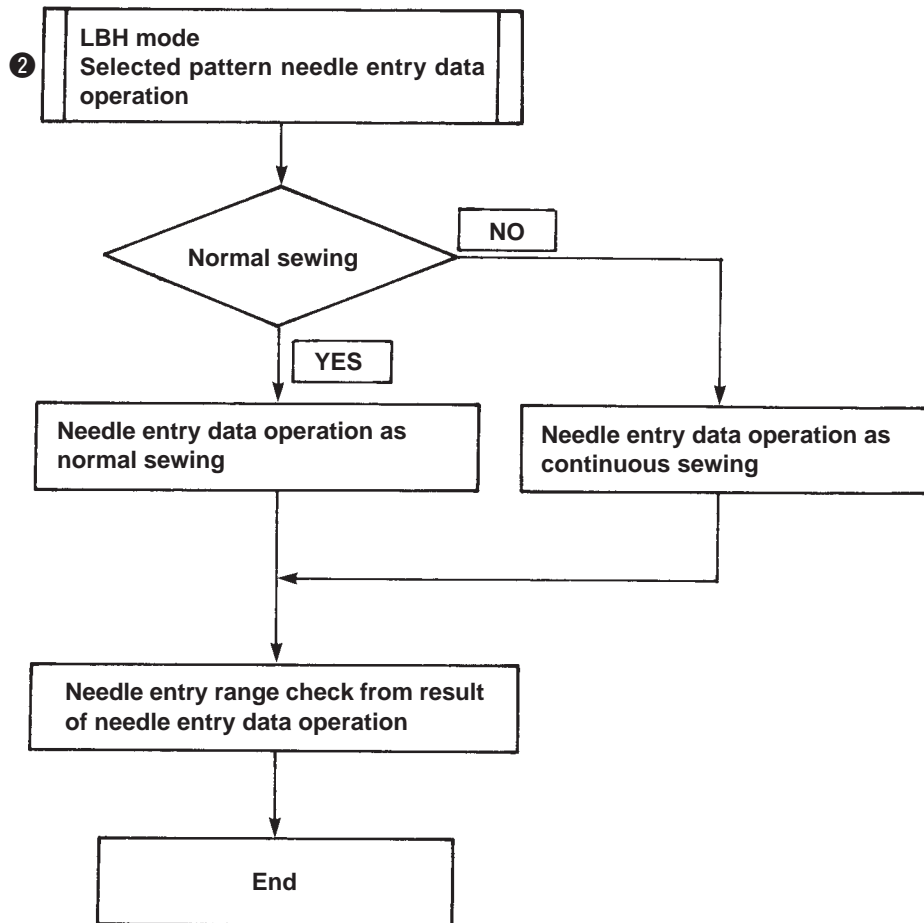 LBH mode
❷
Selected pattern needle entry data
operation
Normal sewing
NO
YES
Needle entry data operation as
normal sewing
Needle entry data operation as
continuous sewing
Needle entry range check from result
of needle entry data operation
End